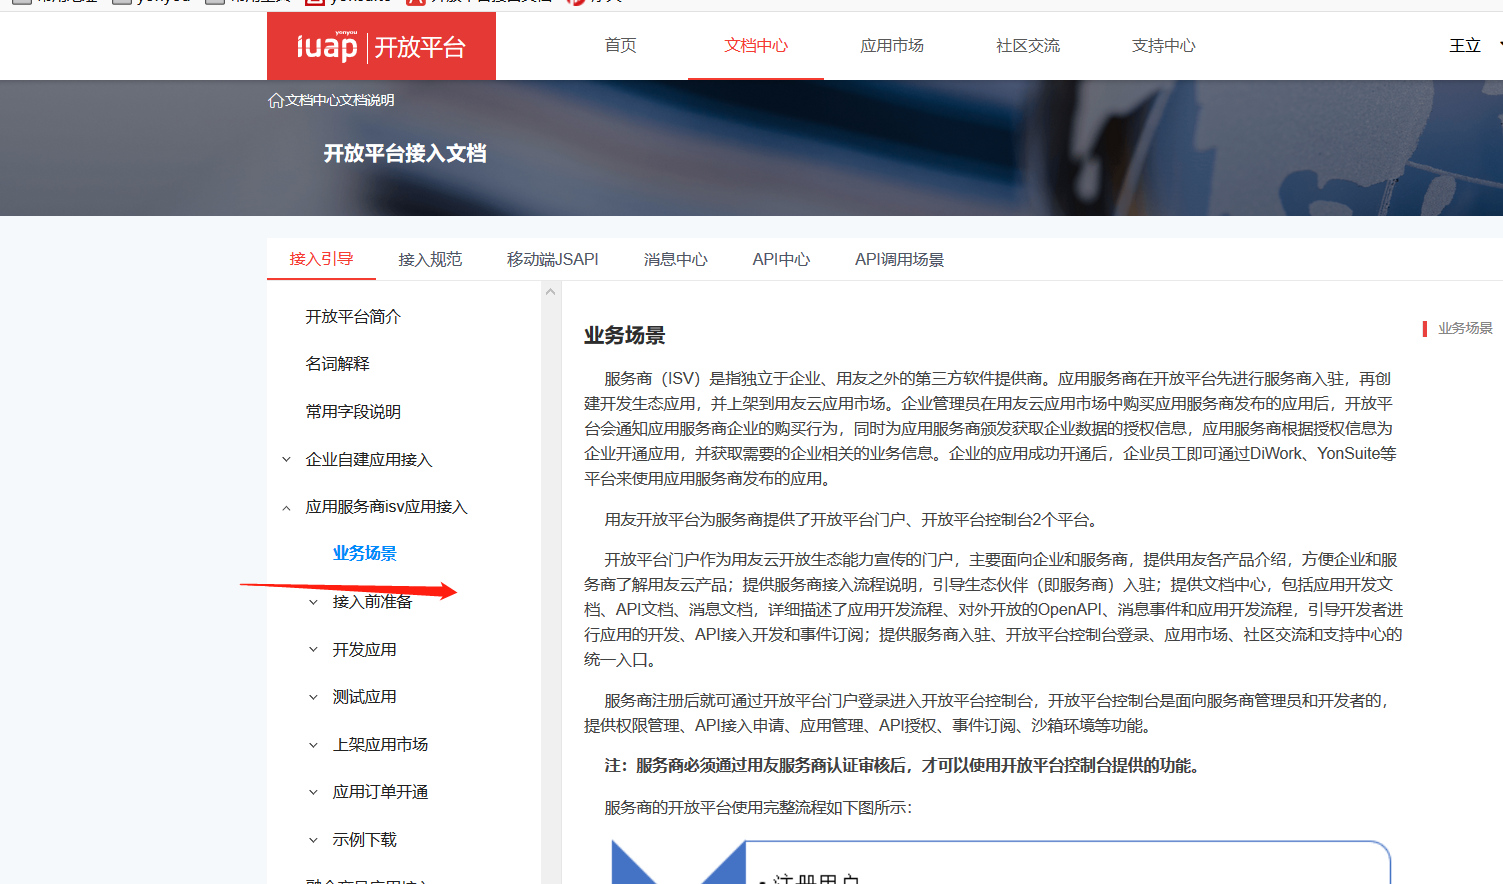 yonyou
iuap 开放平台
首页
文档中心
应用市场
社区交流
支持中心
王立
文档中心文档说明
开放平台接入文档
接入引导
接入规范
移动端JSAPI
消息中心
API中心
API调用场景
开放平台简介
名词解释
常用字段说明
企业自建应用接入
应用服务商isv应用接入
业务场景
接入前准备
开发应用
测试应用
上架应用市场
应用订单开通
示例下载
业务场景
服务商（ISV）是指独立于企业、用友之外的第三方软件提供商。应用服务商在开放平台先进行服务商入驻，再创
建开发生态应用，并上架到用友云应用市场。企业管理员在用友云应用市场中购买应用服务商发布的应用后，开放平
台会通知应用服务商企业的购买行为，同时为应用服务商颁发获取企业数据的授权信息，应用服务商根据授权信息为
企业开通应用，并获取需要的企业相关的业务信息。企业的应用成功开通后，企业员工即可通过DiWork、YonSuite等
平台来使用应用服务商发布的应用。
用友开放平台为服务商提供了开放平台门户、开放平台控制台2个平台。
开放平台门户作为用友云开放生态能力宣传的门户，主要面向企业和服务商，提供用友各产品介绍，方便企业和服
务商了解用友云产品；提供服务商接入流程说明，引导生态伙伴（即服务商）入驻；提供文档中心，包括应用开发文
档、API文档、消息文档，详细描述了应用开发流程、对外开放的OpenAPI、消息事件和应用开发流程，引导开发者进
行应用的开发、API接入开发和事件订阅；提供服务商入驻、开放平台控制台登录、应用市场、社区交流和支持中心的
统一入口。
服务商注册后就可通过开放平台门户登录进入开放平台控制台，开放平台控制台是面向服务商管理员和开发者的，
提供权限管理、API接入申请、应用管理、API授权、事件订阅、沙箱环境等功能。
注：服务商必须通过用友服务商认证审核后，才可以使用开放平台控制台提供的功能。
服务商的开放平台使用完整流程如下图所示：
• 注册用户
业务场景